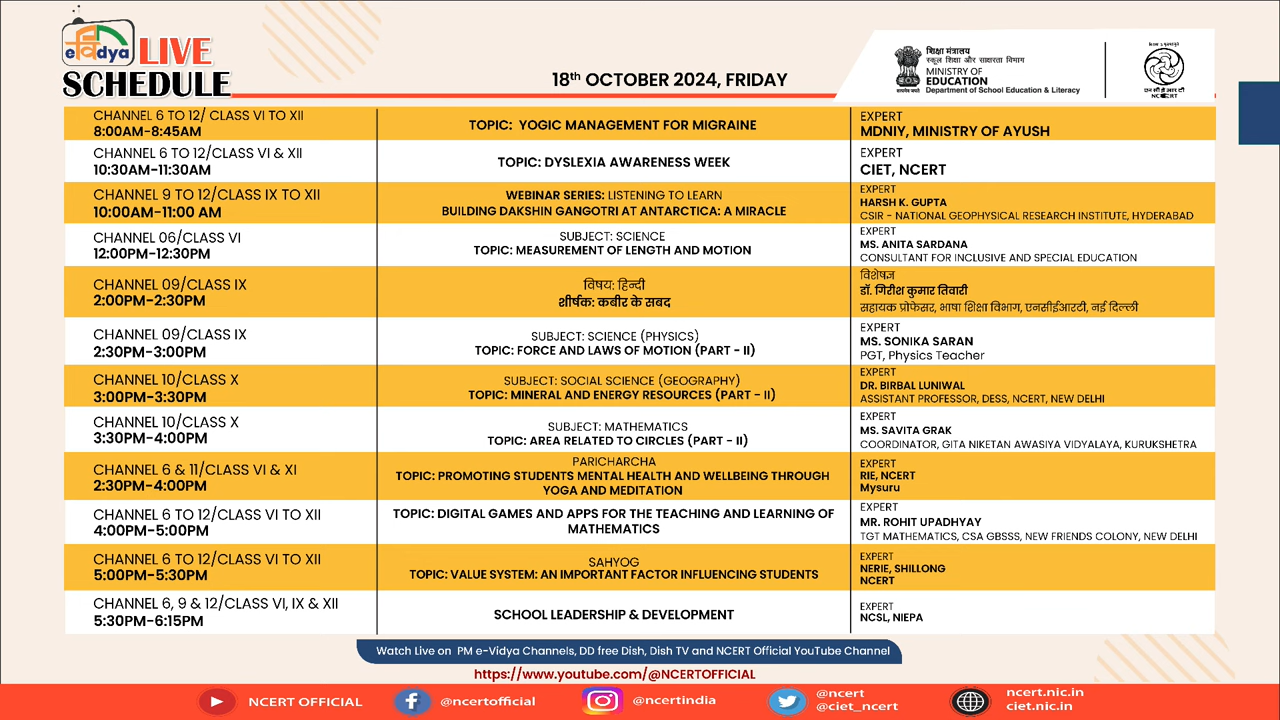 eविdya LIVE
SCHEDULE
18th OCTOBER 2024, FRIDAY
शिक्षा मंत्रालय
स्कूल शिक्षा और साक्षरता विभाग
MINISTRY OF
EDUCATION
Department of School Education & Literacy
सत्यमेव जयते
एन सी ई आर टी
NCERT
CHANNEL 6 TO 12/ CLASS VI TO XII
8:00AM-8:45AM
TOPIC: YOGIC MANAGEMENT FOR MIGRAINE
EXPERT
MDNIY, MINISTRY OF AYUSH
CHANNEL 6 TO 12/CLASS VI & XII
10:30AM-11:30AM
TOPIC: DYSLEXIA AWARENESS WEEK
EXPERT
CIET, NCERT
CHANNEL 9 TO 12/CLASS IX TO XII
10:00AM-11:00 AM
WEBINAR SERIES: LISTENING TO LEARN
BUILDING DAKSHIN GANGOTRI AT ANTARCTICA: A MIRACLE
EXPERT
HARSH K. GUPTA
CSIR - NATIONAL GEOPHYSICAL RESEARCH INSTITUTE, HYDERABAD
CHANNEL 06/CLASS VI
12:00PM-12:30PM
SUBJECT: SCIENCE
TOPIC: MEASUREMENT OF LENGTH AND MOTION
EXPERT
MS. ANITA SARDANA
CONSULTANT FOR INCLUSIVE AND SPECIAL EDUCATION
CHANNEL 09/CLASS IX
2:00PM-2:30PM
विषय: हिन्दी
शीर्षक: कबीर के सबद
विशेषज्ञ
डॉ. गिरीश कुमार तिवारी
सहायक प्रोफेसर, भाषा शिक्षा विभाग, एनसीईआरटी, नई दिल्ली
CHANNEL 09/CLASS IX
2:30PM-3:00PM
SUBJECT: SCIENCE (PHYSICS)
TOPIC: FORCE AND LAWS OF MOTION (PART - II)
EXPERT
MS. SONIKA SARAN
PGT, Physics Teacher
CHANNEL 10/CLASS X
3:00PM-3:30PM
SUBJECT: SOCIAL SCIENCE (GEOGRAPHY)
TOPIC: MINERAL AND ENERGY RESOURCES (PART - II)
EXPERT
DR. BIRBAL LUNIWAL
ASSISTANT PROFESSOR, DESS, NCERT, NEW DELHI
CHANNEL 10/CLASS X
3:30PM-4:00PM
SUBJECT: MATHEMATICS
TOPIC: AREA RELATED TO CIRCLES (PART - II)
EXPERT
MS. SAVITA GRAK
COORDINATOR, GITA NIKETAN AWASIYA VIDYALAYA, KURUKSHETRA
CHANNEL 6 & 11/CLASS VI & XI
2:30PM-4:00PM
PARICHARCHA
TOPIC: PROMOTING STUDENTS MENTAL HEALTH AND WELLBEING THROUGH
YOGA AND MEDITATION
EXPERT
RIE, NCERT
Mysuru
CHANNEL 6 TO 12/CLASS VI TO XII
4:00PM-5:00PM
TOPIC: DIGITAL GAMES AND APPS FOR THE TEACHING AND LEARNING OF
MATHEMATICS
EXPERT
MR. ROHIT UPADHYAY
TGT MATHEMATICS, CSA GBSSS, NEW FRIENDS COLONY, NEW DELHI
CHANNEL 6 TO 12/CLASS VI TO XII
5:00PM-5:30PM
SAHYOG
TOPIC: VALUE SYSTEM: AN IMPORTANT FACTOR INFLUENCING STUDENTS
EXPERT
NERIE, SHILLONG
NCERT
CHANNEL 6, 9 & 12/CLASS VI, IX & XII
5:30PM-6:15PM
SCHOOL LEADERSHIP & DEVELOPMENT
EXPERT
NCSL, NIEPA
Watch Live on PM e-Vidya Channels, DD free Dish, Dish TV and NCERT Official YouTube Channel
https://www.youtube.com/@NCERTOFFICIAL
NCERT OFFICIAL
@ncertofficial
@ncertindia
@ncert
@ciet_ncert
ncert.nic.in
ciet.nic.in